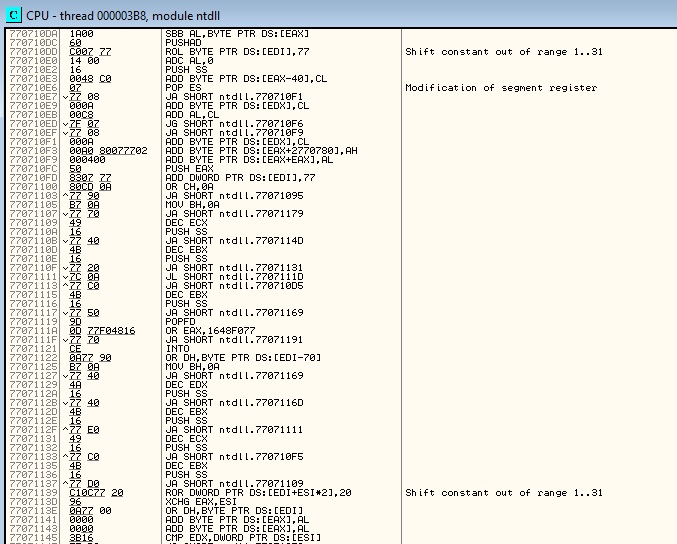 C CPU - thread 000003B8, module ntdll
770710DA 1A00 SBB AL,BYTE PTR DS:[EAX]
770710DC 60 PUSHAD
770710DD C007 77 ROL BYTE PTR DS:[EDI],77 Shift constant out of range 1..31
770710E0 14 00 ADC AL,0
770710E2 16 PUSH SS
770710E3 0048 C0 ADD BYTE PTR DS:[EAX-40],CL
770710E6 07 POP ES Modification of segment register
770710E7 77 08 JA SHORT ntdll.770710F1
770710E9 000A ADD BYTE PTR DS:[EDX],CL
770710EB 00C8 ADD AL,CL
770710ED 7F 07 JG SHORT ntdll.770710F6
770710EF 77 08 JA SHORT ntdll.770710F9
770710F1 000A ADD BYTE PTR DS:[EDX],CL
770710F3 00A0 80077702 ADD BYTE PTR DS:[EAX+2770780],AH
770710F9 000400 ADD BYTE PTR DS:[EAX+EAX],AL
770710FC 50 PUSH EAX
770710FD 8307 77 ADD DWORD PTR DS:[EDI],77
77071100 80CD 0A OR CH,0A
77071103 77 90 JA SHORT ntdll.77071095
77071105 B7 0A MOV BH,0A
77071107 77 70 JA SHORT ntdll.77071179
77071109 49 DEC ECX
7707110A 16 PUSH SS
7707110B 77 40 JA SHORT ntdll.7707114D
7707110D 4B DEC EBX
7707110E 16 PUSH SS
7707110F 77 20 JA SHORT ntdll.77071131
77071111 7C 0A JL SHORT ntdll.7707111D
77071113 77 C0 JA SHORT ntdll.770710D5
77071115 4B DEC EBX
77071116 16 PUSH SS
77071117 77 50 JA SHORT ntdll.77071169
77071119 9D POPFD
7707111A 0D 77F04816 OR EAX,1648F077
7707111F 77 70 JA SHORT ntdll.77071191
77071121 CE INTO
77071122 0A77 90 OR DH,BYTE PTR DS:[EDI-70]
77071125 B7 0A MOV BH,0A
77071127 77 40 JA SHORT ntdll.77071169
77071129 4A DEC EDX
7707112A 16 PUSH SS
7707112B 77 40 JA SHORT ntdll.7707116D
7707112D 4B DEC EBX
7707112E 16 PUSH SS
7707112F 77 E0 JA SHORT ntdll.77071111
77071131 49 DEC ECX
77071132 16 PUSH SS
77071133 77 C0 JA SHORT ntdll.770710F5
77071135 4B DEC EBX
77071136 16 PUSH SS
77071137 77 D0 JA SHORT ntdll.77071109
77071139 C10C77 20 ROR DWORD PTR DS:[EDI+ESI*2],20 Shift constant out of range 1..31
7707113D 96 XCHG EAX,ESI
7707113E 0A77 00 OR DH,BYTE PTR DS:[EDI]
77071141 0000 ADD BYTE PTR DS:[EAX],AL
77071143 0000 ADD BYTE PTR DS:[EAX],AL
77071145 3B16 CMP EDX,DWORD PTR DS:[ESI]